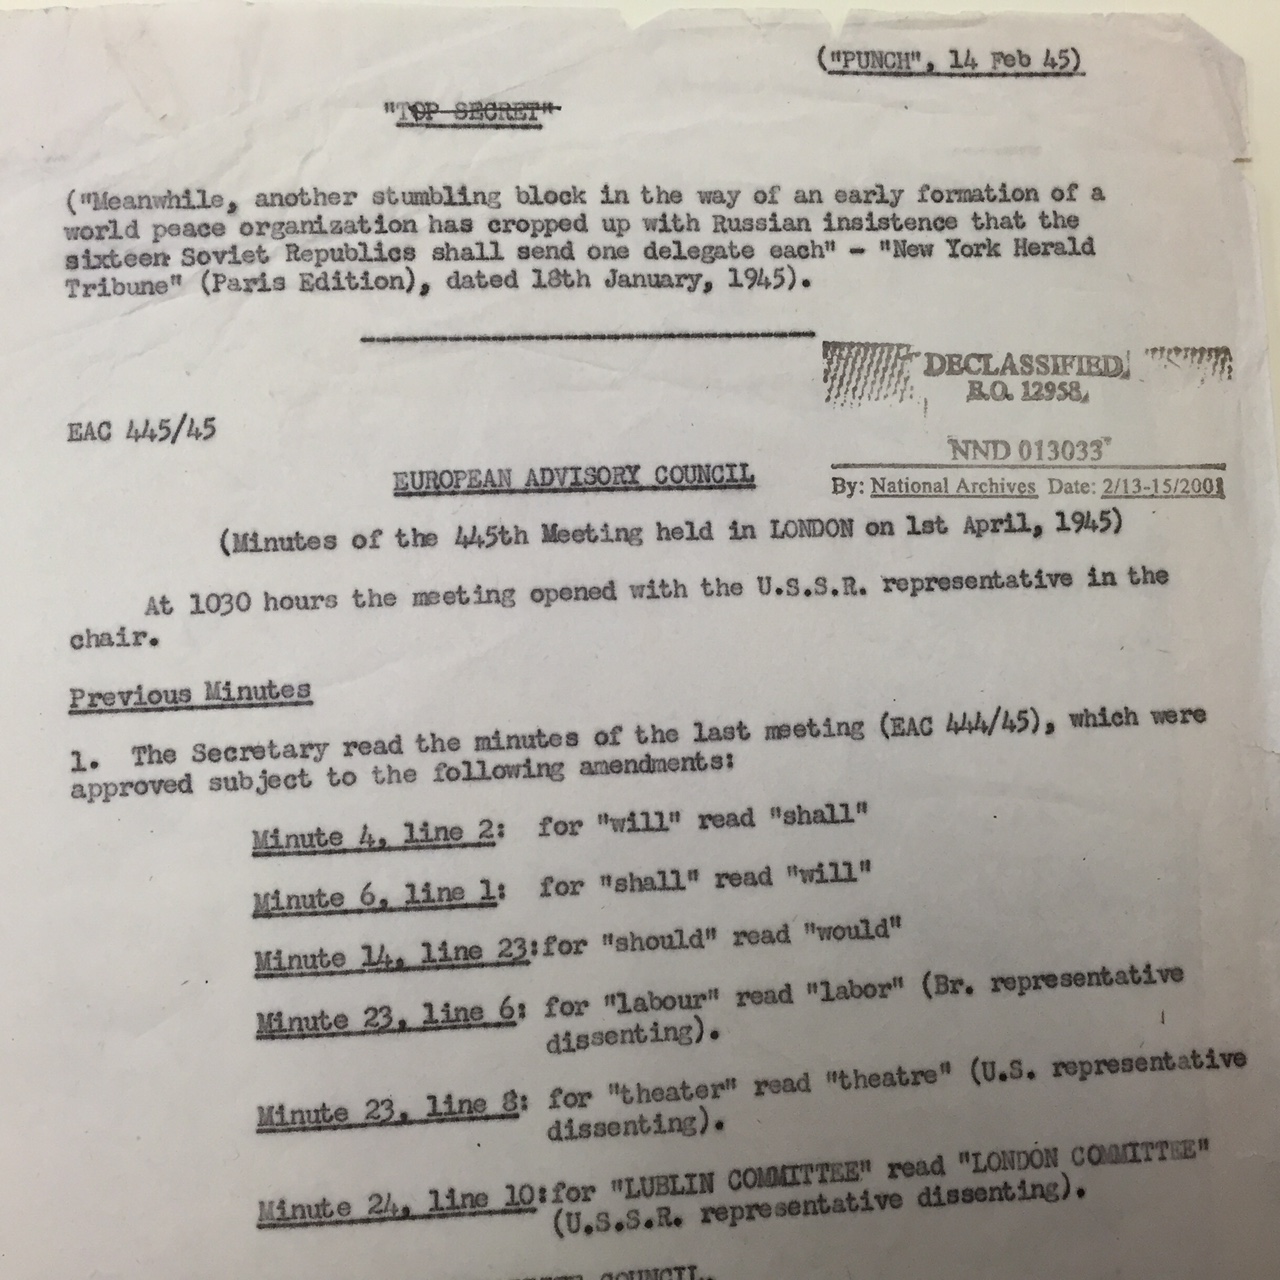 ("PUNCH", 14 Feb 45)
"TOP SECRET"
("Meanwhile, another stumbling block in the way of an early formation of a
world peace organization has cropped up with Russian insistence that the
sixteen Soviet Republics shall send one delegate each" - "New York Herald
Tribune" (Paris Edition), dated 18th January, 1945).
DECLASSIFIED
E.O. 12958
EAC 445/45
NND 013033
EUROPEAN ADVISORY COUNCIL
By: National Archives Date: 2/13-15/2001
(Minutes of the 445th Meeting held in LONDON on 1st April, 1945)
At 1030 hours the meeting opened with the U.S.S.R. representative in the
chair.
Previous Minutes
1. The Secretary read the minutes of the last meeting (EAC 444/45), which were
approved subject to the following amendments:
Minute 4, line 2: for "will" read "shall"
Minute 6, line 1: for "shall" read "will"
Minute 14, line 23: for "should" read "would"
Minute 23, line 6: for "labour" read "labor" (Br. representative
dissenting).
Minute 23, line 8: for "theater" read "theatre" (U.S. representative
dissenting).
Minute 24, line 10: for "LUBLIN COMMITTEE" read "LONDON COMMITTEE"
(U.S.S.R. representative dissenting).
COUNCIL.